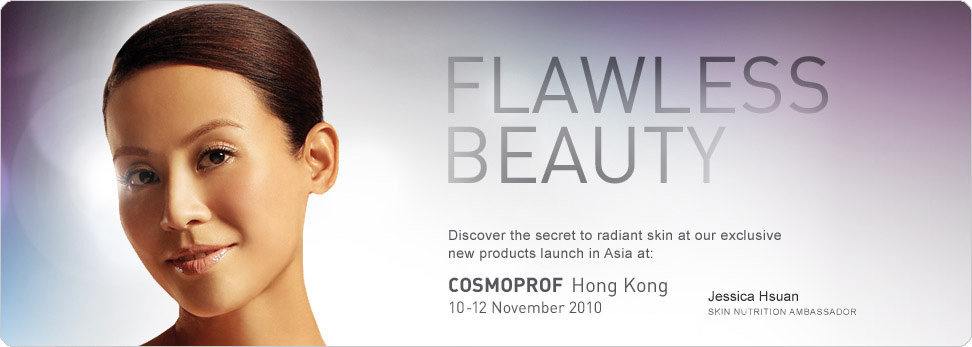 FLAWLESS
BEAUTY
Discover the secret to radiant skin at our exclusive
new products launch in Asia at:
COSMOPROF Hong Kong
10-12 November 2010
Jessica Hsuan
SKIN NUTRITION AMBASSADOR